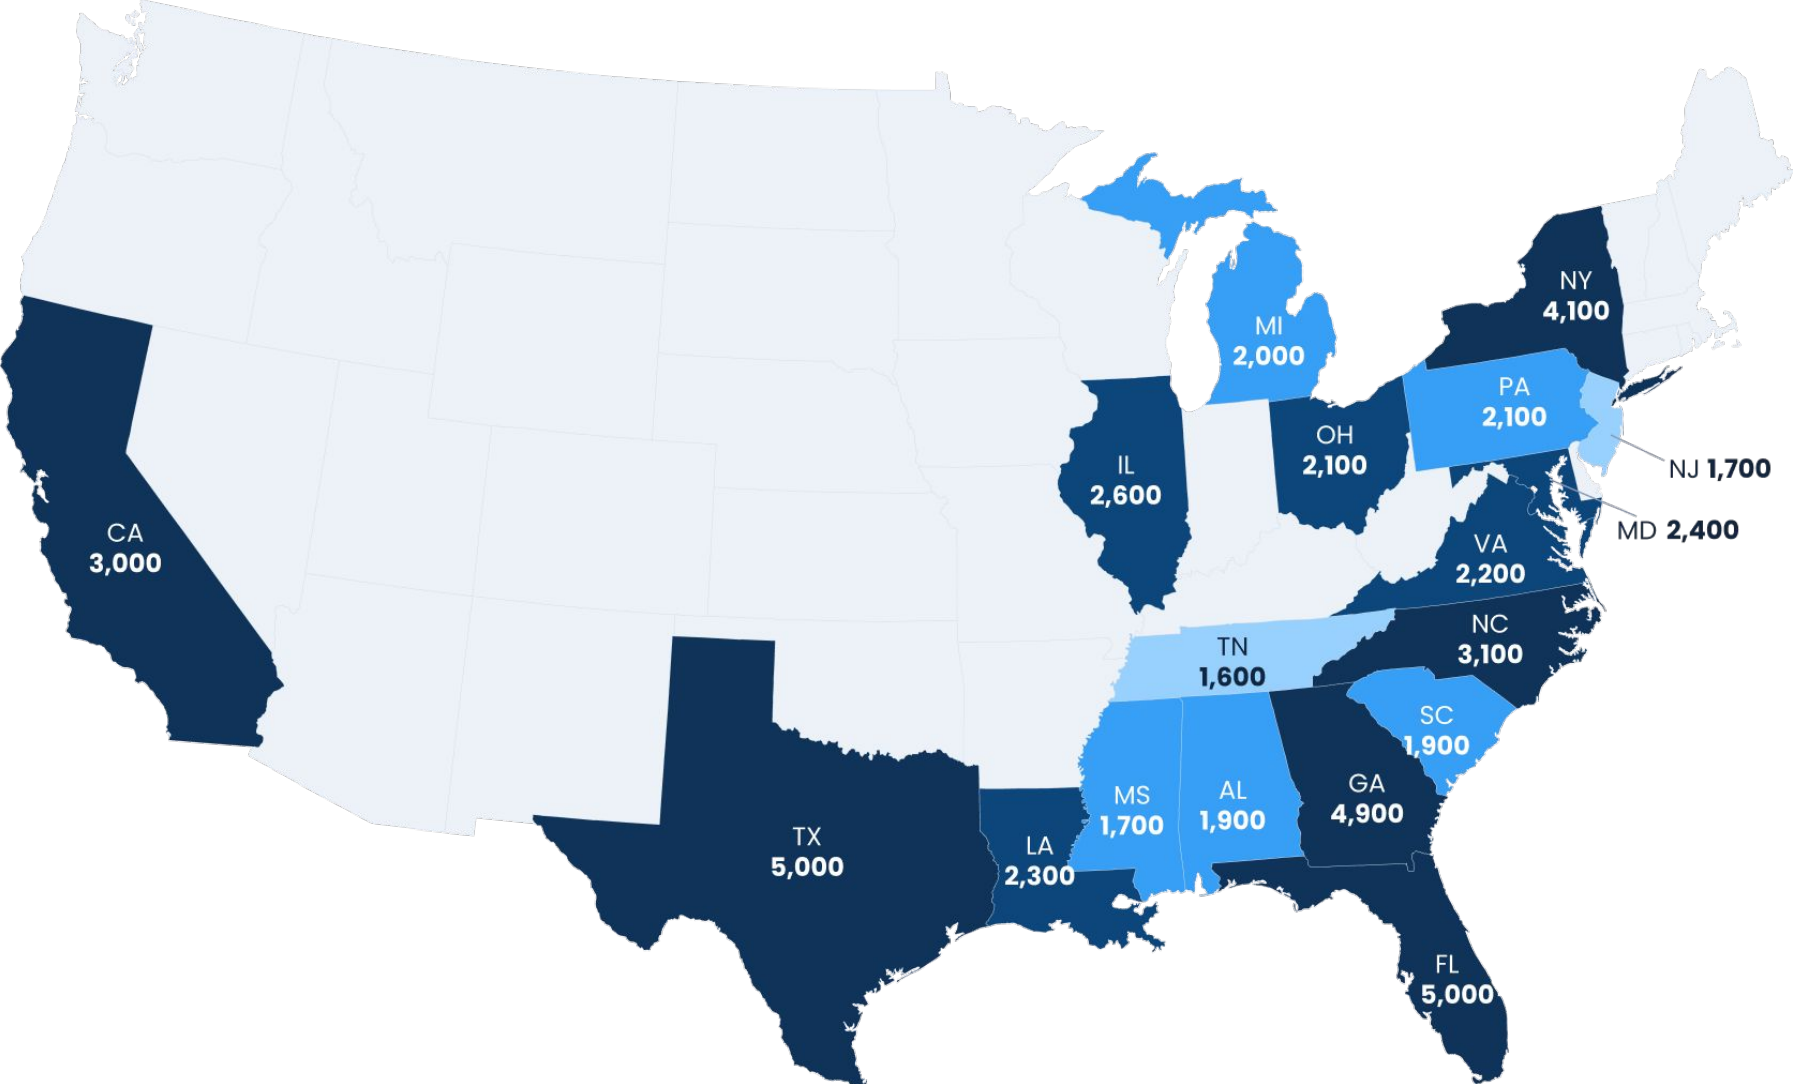 NY
4,100
MI
2,000
PA
2,100
OH
2,100
IL
2,600
NJ 1,700
CA
3,000
MD 2,400
VA
2,200
NC
3,100
TN
1,600
SC
1,900
GA
4,900
MS
1,700
AL
1,900
TX
5,000
LA
2,300
FL
5,000